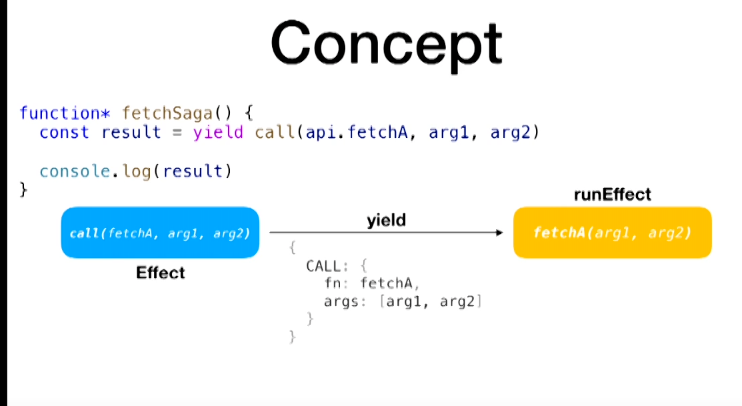 Concept
function* fetchSaga() {
const result = yield call(api.fetchA, arg1, arg2)
console.log(result)
}
runEffect
call(fetchA, arg1, arg2)
yield
fetchA(arg1, arg2)
Effect
{
CALL: {
fn: fetchA,
args: [arg1, arg2]
}
}